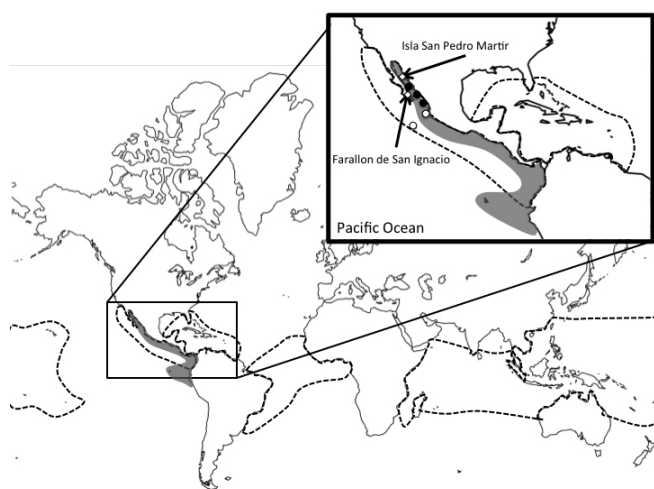 Isla San Pedro Martir
Farallon de San Ignacio
Pacific Ocean